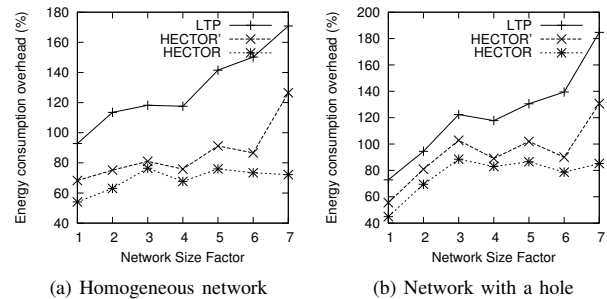 180
160
140
120
100
80
60
40
Energy consumption overhead (%)
LTP
HECTOR'
HECTOR
1 2 3 4 5 6 7
Network Size Factor
(a) Homogeneous network
200
180
160
140
120
100
80
60
40
Energy consumption overhead (%)
LTP
HECTOR'
HECTOR
1 2 3 4 5 6 7
Network Size Factor
(b) Network with a hole